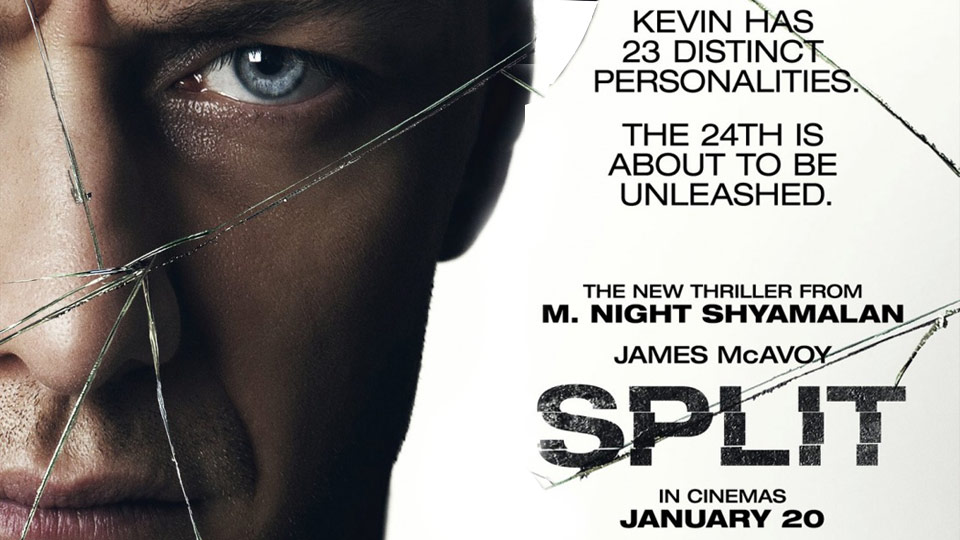 KEVIN HAS
23 DISTINCT
PERSONALITIES.
THE 24TH IS
ABOUT TO BE
UNLEASHED.
THE NEW THRILLER FROM
M. NIGHT SHYAMALAN
JAMES McAVOY
SPLIT
IN CINEMAS
JANUARY 20